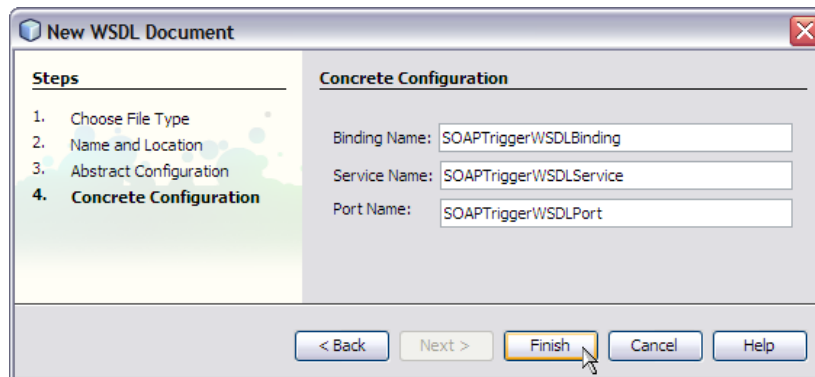 New WSDL Document
Steps
1. Choose File Type
2. Name and Location
3. Abstract Configuration
4. Concrete Configuration
Concrete Configuration
Binding Name: SOAPTriggerWSDLBinding
Service Name: SOAPTriggerWSDLService
Port Name: SOAPTriggerWSDLPort
< Back Next > Finish Cancel Help